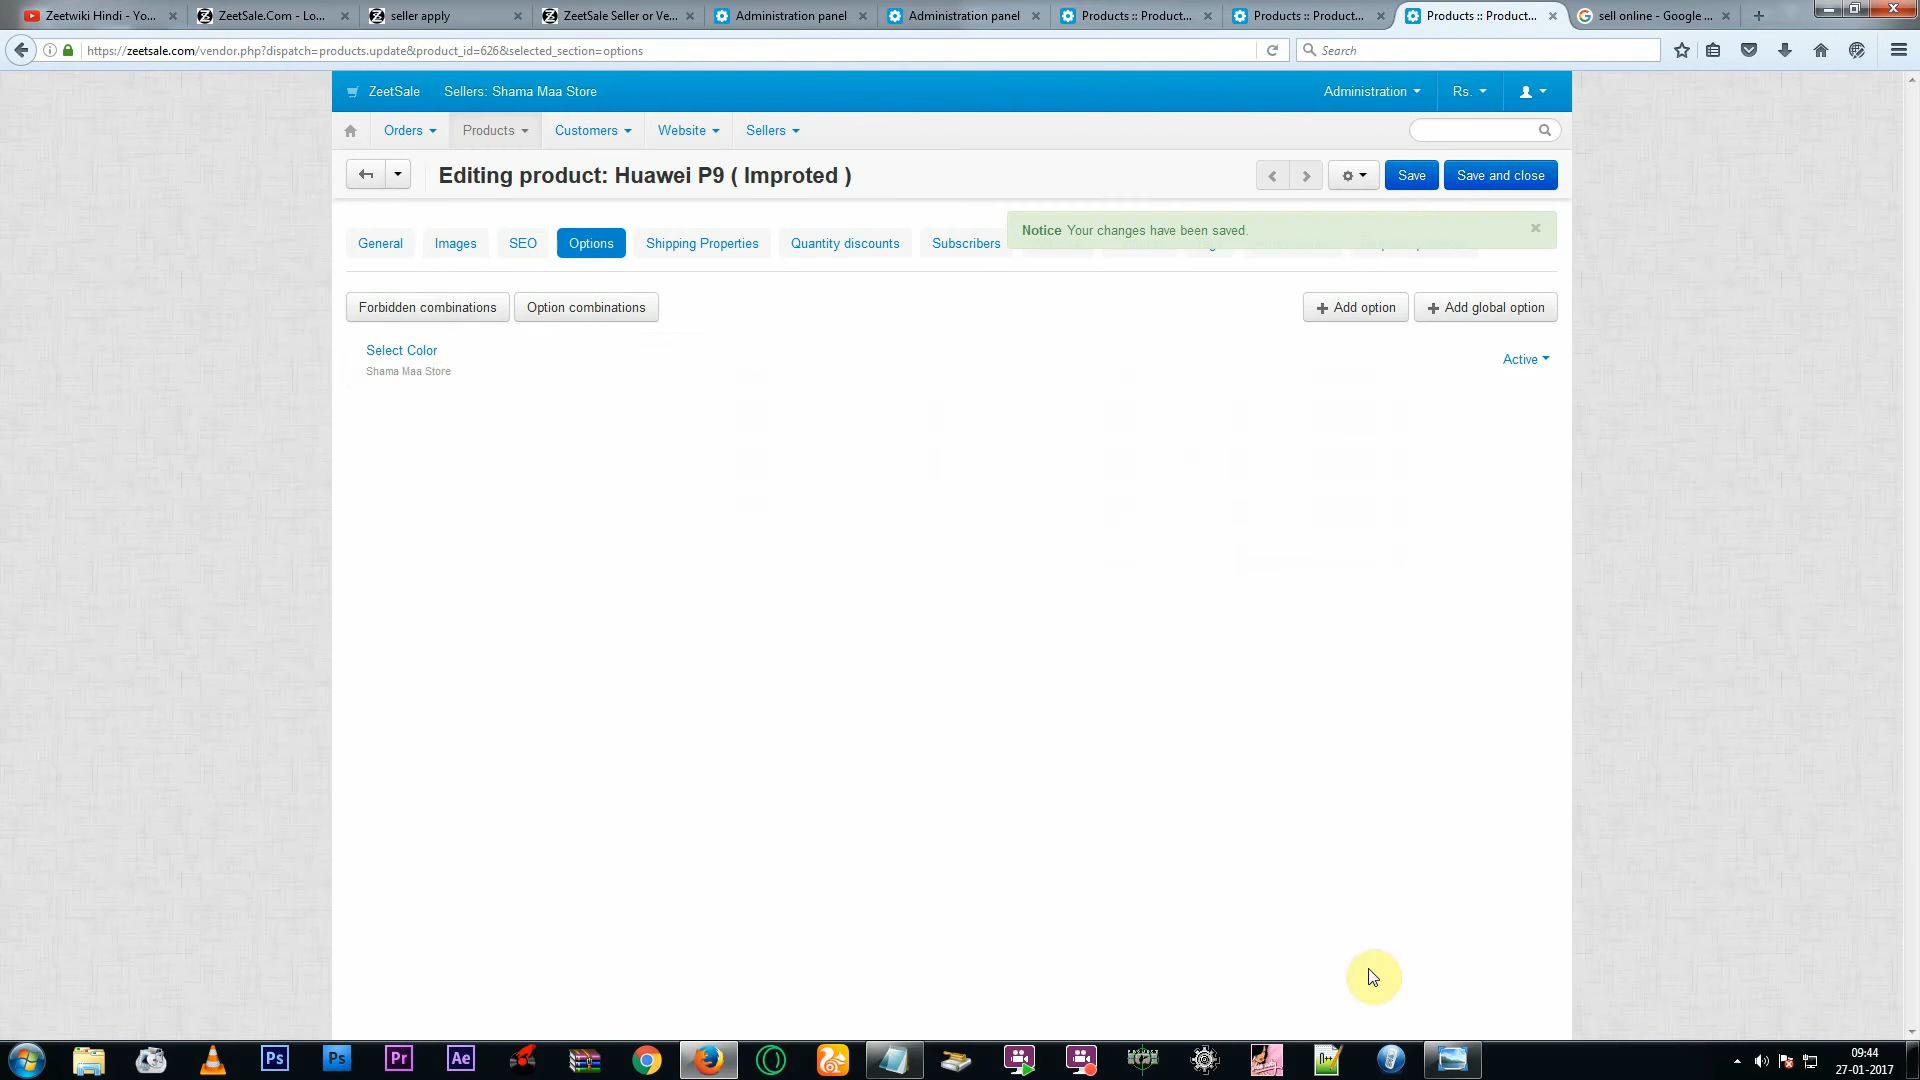 Zeetwiki Hindi - Yo...
ZeetSale.Com - Lo...
seller apply
ZeetSale Seller or Ve...
Administration panel
Administration panel
Products :: Product...
Products :: Product...
Products :: Product...
sell online - Google ...
https://zeetsale.com/vendor.php?dispatch=products.update&product_id=626&selected_section=options
Search
ZeetSale
Sellers: Shama Maa Store
Administration
Rs.
Orders
Products
Customers
Website
Sellers
Editing product: Huawei P9 ( Improted )
Save
Save and close
Notice Your changes have been saved.
General
Images
SEO
Options
Shipping Properties
Quantity discounts
Subscribers
Forbidden combinations
Option combinations
Add option
Add global option
Select Color
Shama Maa Store
Active
Ps
Ps
Pr
Ae
09:44
27-01-2017